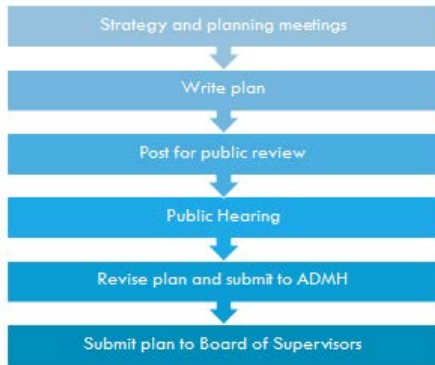 Strategy and planning meetings
Write plan
Post for public review
Public Hearing
Revise plan and submit to ADMH
Submit plan to Board of Supervisors